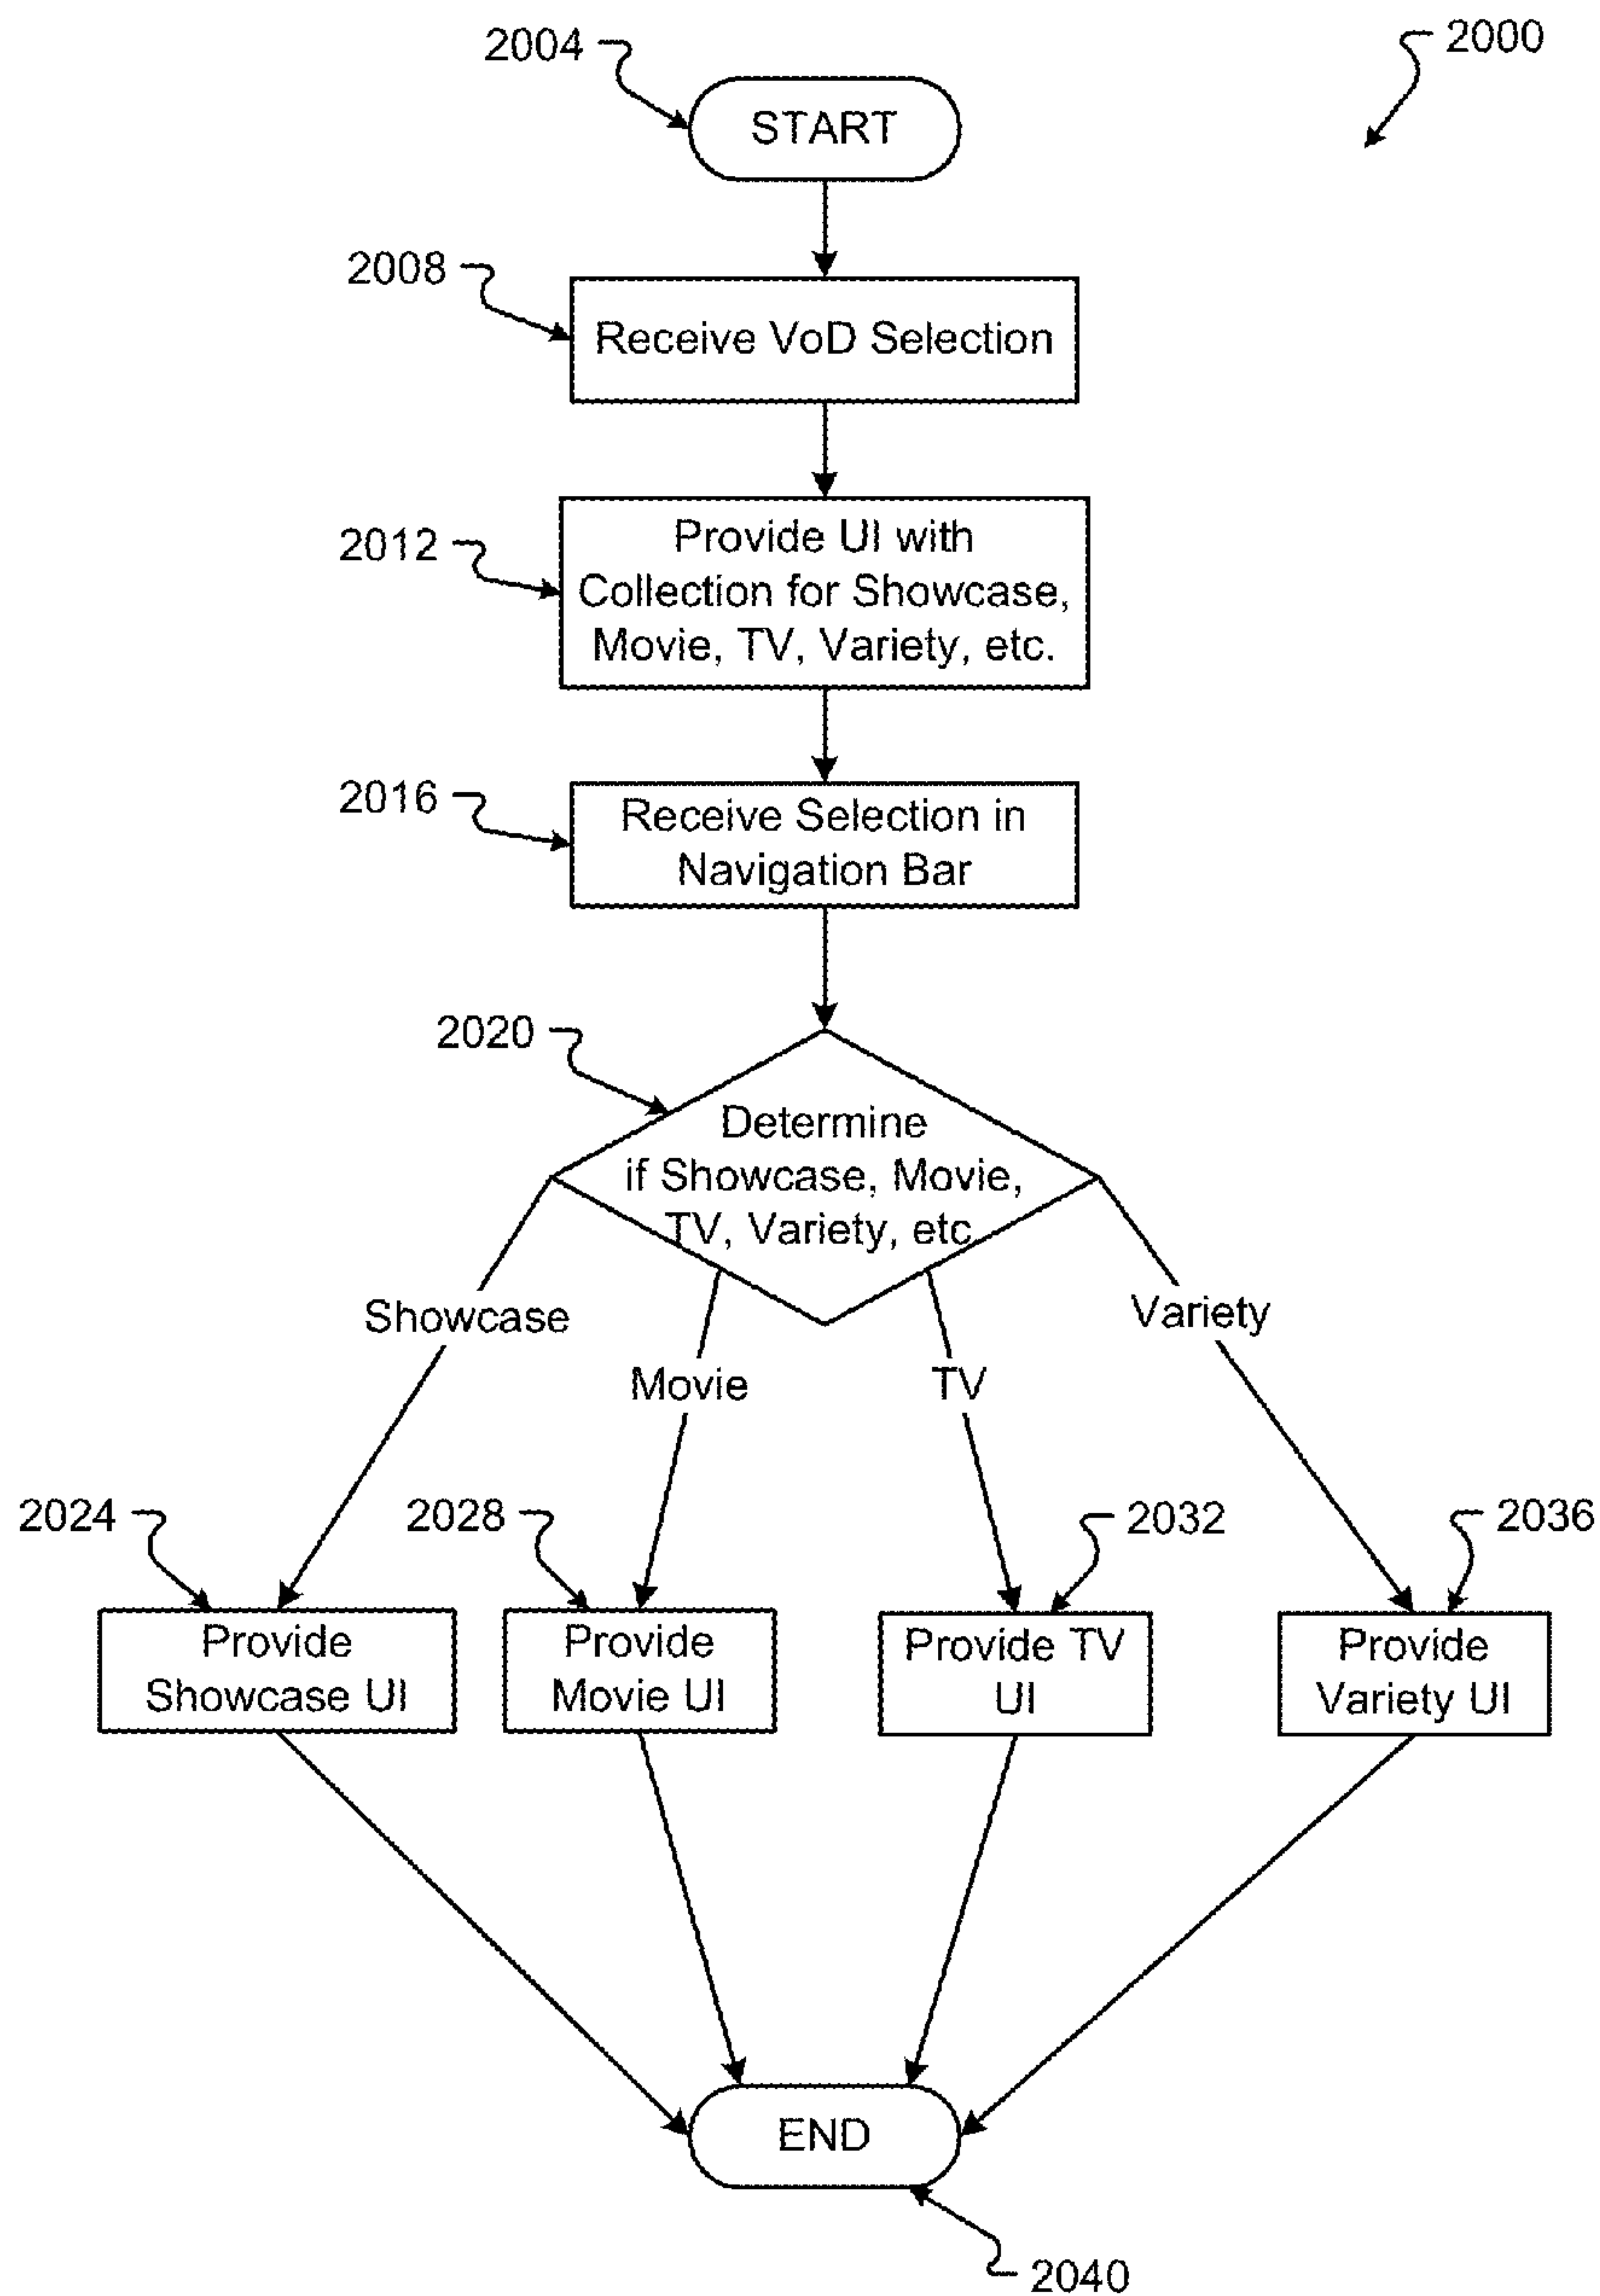 2004
2000
START
2008
Receive VoD Selection
2012
Provide UI with
Collection for Showcase,
Movie, TV, Variety, etc.
2016
Receive Selection in
Navigation Bar
2020
Determine
if Showcase, Movie,
TV, Variety, etc
Showcase
Variety
Movie
TV
2024
2028
2032
2036
Provide
Showcase UI
Provide
Movie UI
Provide TV
UI
Provide
Variety UI
END
2040